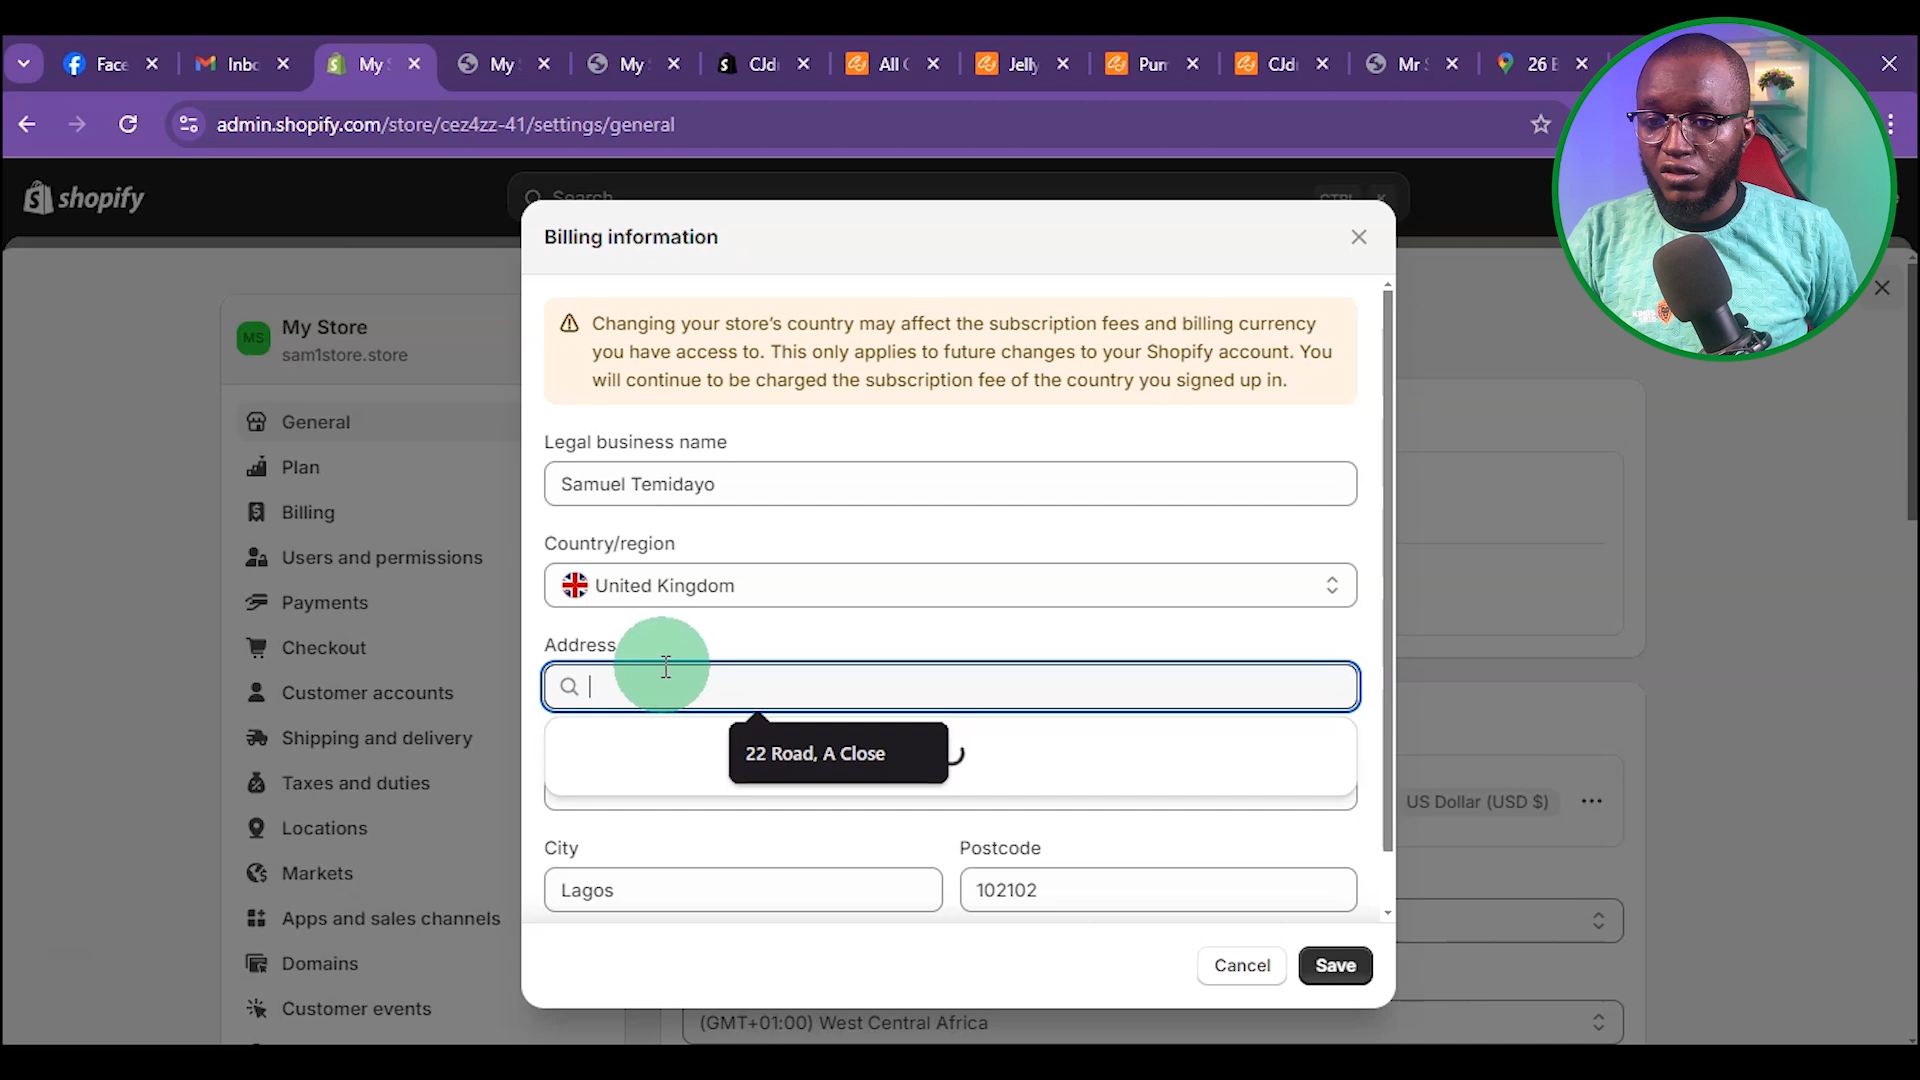 Face
Inbo
My S
My
My
CJdr
All C
Jelly
Pum
CJdr
Mr S
26 B
admin.shopify.com/store/cez4zz-41/settings/general
shopify
Search
CTRL K
Billing information
Changing your store's country may affect the subscription fees and billing currency
you have access to. This only applies to future changes to your Shopify account. You
will continue to be charged the subscription fee of the country you signed up in.
MS
My Store
sam1store.store
General
Plan
Billing
Users and permissions
Payments
Checkout
Customer accounts
Shipping and delivery
Taxes and duties
Locations
Markets
Apps and sales channels
Domains
Customer events
Legal business name
Samuel Temidayo
Country/region
United Kingdom
Address
22 Road, A Close
City
Lagos
Postcode
102102
US Dollar (USD $)
Cancel
Save
(GMT+01:00) West Central Africa